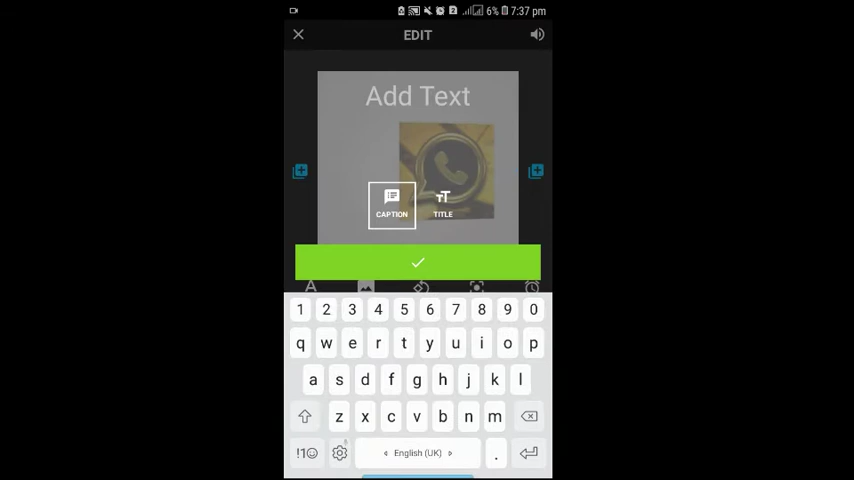 6% 7:37 pm
EDIT
Add Text
CAPTION TITLE
A
1 2 3 4 5 6 7 8 9 0
q w e r t y u i o p
a s d f g h j k l
z x c v b n m
!1☺ English (UK) .